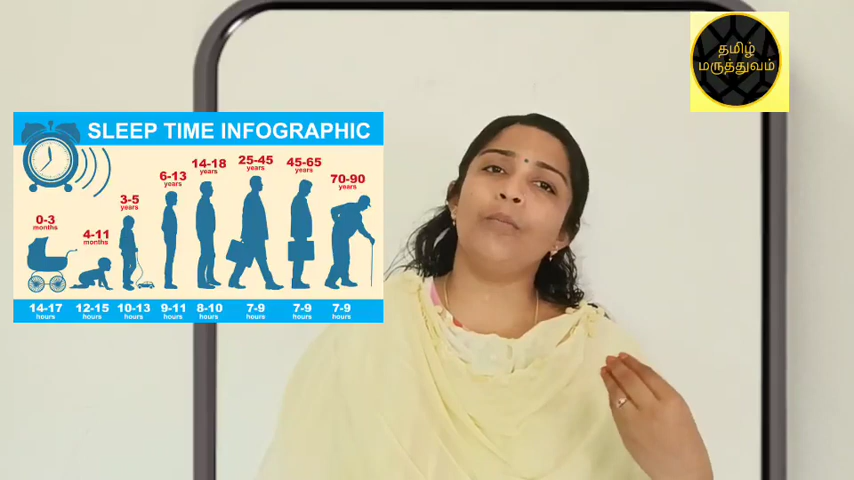 தமிழ்
மருத்துவம்
SLEEP TIME INFOGRAPHIC
0-3
months
4-11
months
3-5
years
6-13
years
14-18
years
25-45
years
45-65
years
70-90
years
14-17 12-15 10-13 9-11 8-10 7-9 7-9 7-9
hours hours hours hours hours hours hours hours